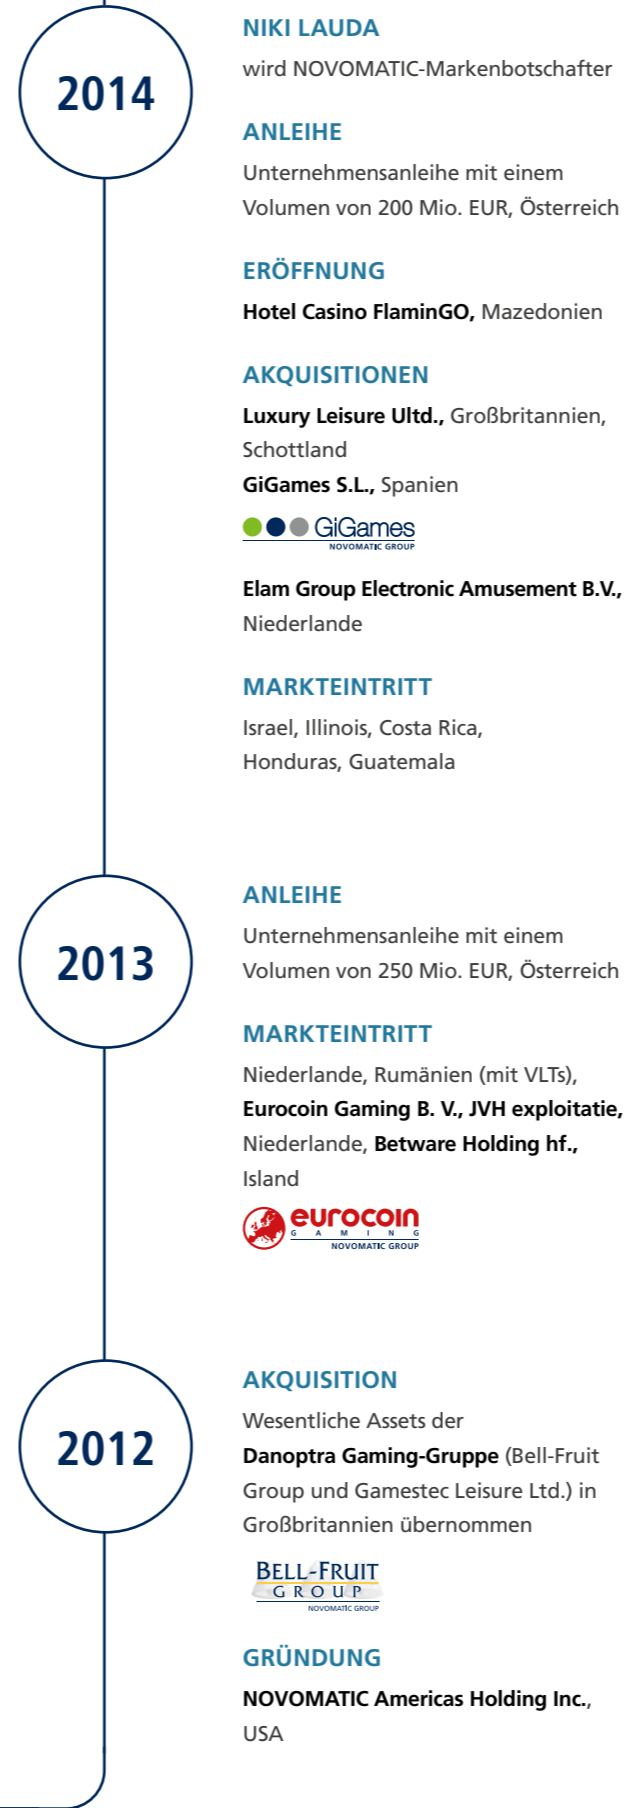 2014
NIKI LAUDA
wird NOVOMATIC-Markenbotschafter
ANLEIHE
Unternehmensanleihe mit einem
Volumen von 200 Mio. EUR, Österreich
ERÖFFNUNG
Hotel Casino FlaminGO, Mazedonien
AKQUISITIONEN
Luxury Leisure Ultd., Großbritannien,
Schottland
GiGames S.L., Spanien
GiGames
NOVOMATIC GROUP
Elam Group Electronic Amusement B.V.,
Niederlande
MARKTEINTRITT
Israel, Illinois, Costa Rica,
Honduras, Guatemala
2013
ANLEIHE
Unternehmensanleihe mit einem
Volumen von 250 Mio. EUR, Österreich
MARKTEINTRITT
Niederlande, Rumänien (mit VLTs),
Eurocoin Gaming B. V., JVH exploitatie,
Niederlande, Betware Holding hf.,
Island
eurocoin
GAMING
NOVOMATIC GROUP
2012
AKQUISITION
Wesentliche Assets der
Danoptra Gaming-Gruppe (Bell-Fruit
Group und Gamestec Leisure Ltd.) in
Großbritannien übernommen
BELL-FRUIT
GROUP
NOVOMATIC GROUP
GRÜNDUNG
NOVOMATIC Americas Holding Inc.,
USA